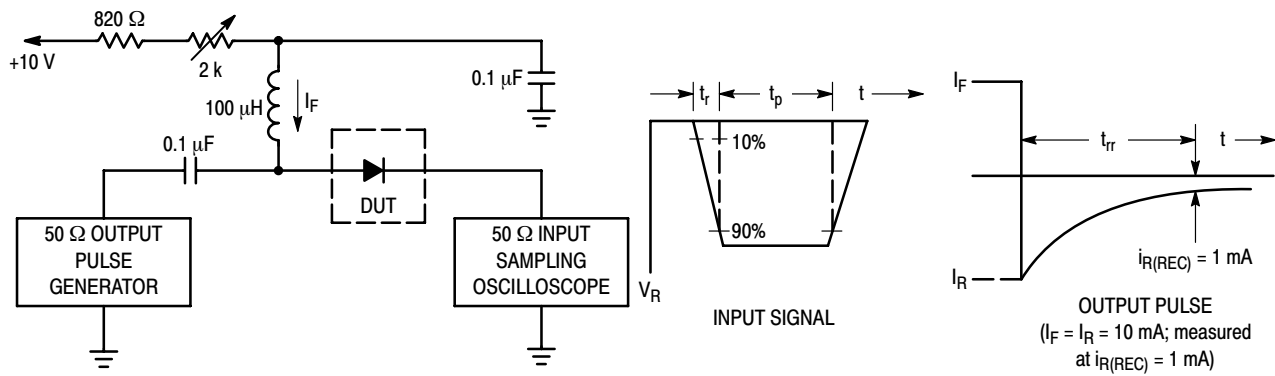 820 Ω
+10 V
2 k
0.1 µF
100 µH
I_F
0.1 µF
DUT
50 Ω OUTPUT
PULSE
GENERATOR
50 Ω INPUT
SAMPLING
OSCILLOSCOPE
t_r
t_p
t
10%
90%
V_R
INPUT SIGNAL
I_F
t_rr
t
I_R
i_R(REC) = 1 mA
OUTPUT PULSE
(I_F = I_R = 10 mA; measured
at i_R(REC) = 1 mA)